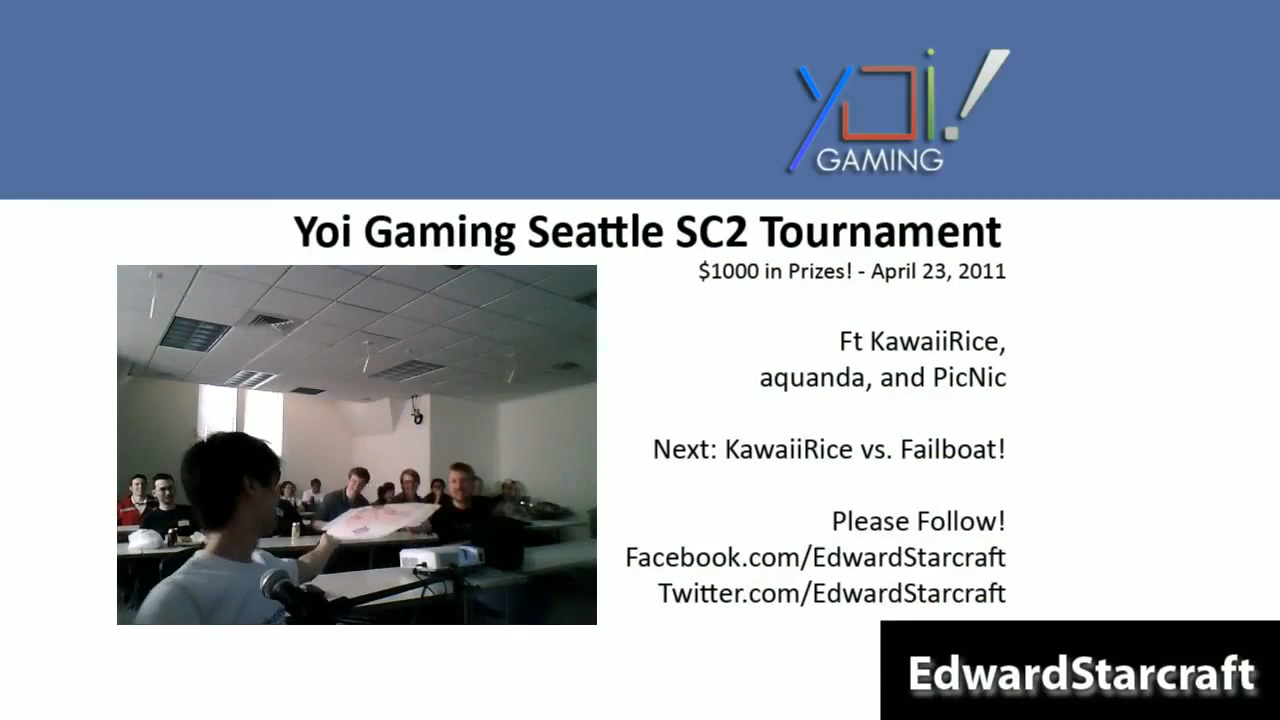 yoi!
GAMING
Yoi Gaming Seattle SC2 Tournament
$1000 in Prizes! - April 23, 2011
Ft KawaiiRice,
aquanda, and PicNic
Next: KawaiiRice vs. Failboat!
Please Follow!
Facebook.com/EdwardStarcraft
Twitter.com/EdwardStarcraft
EdwardStarcraft